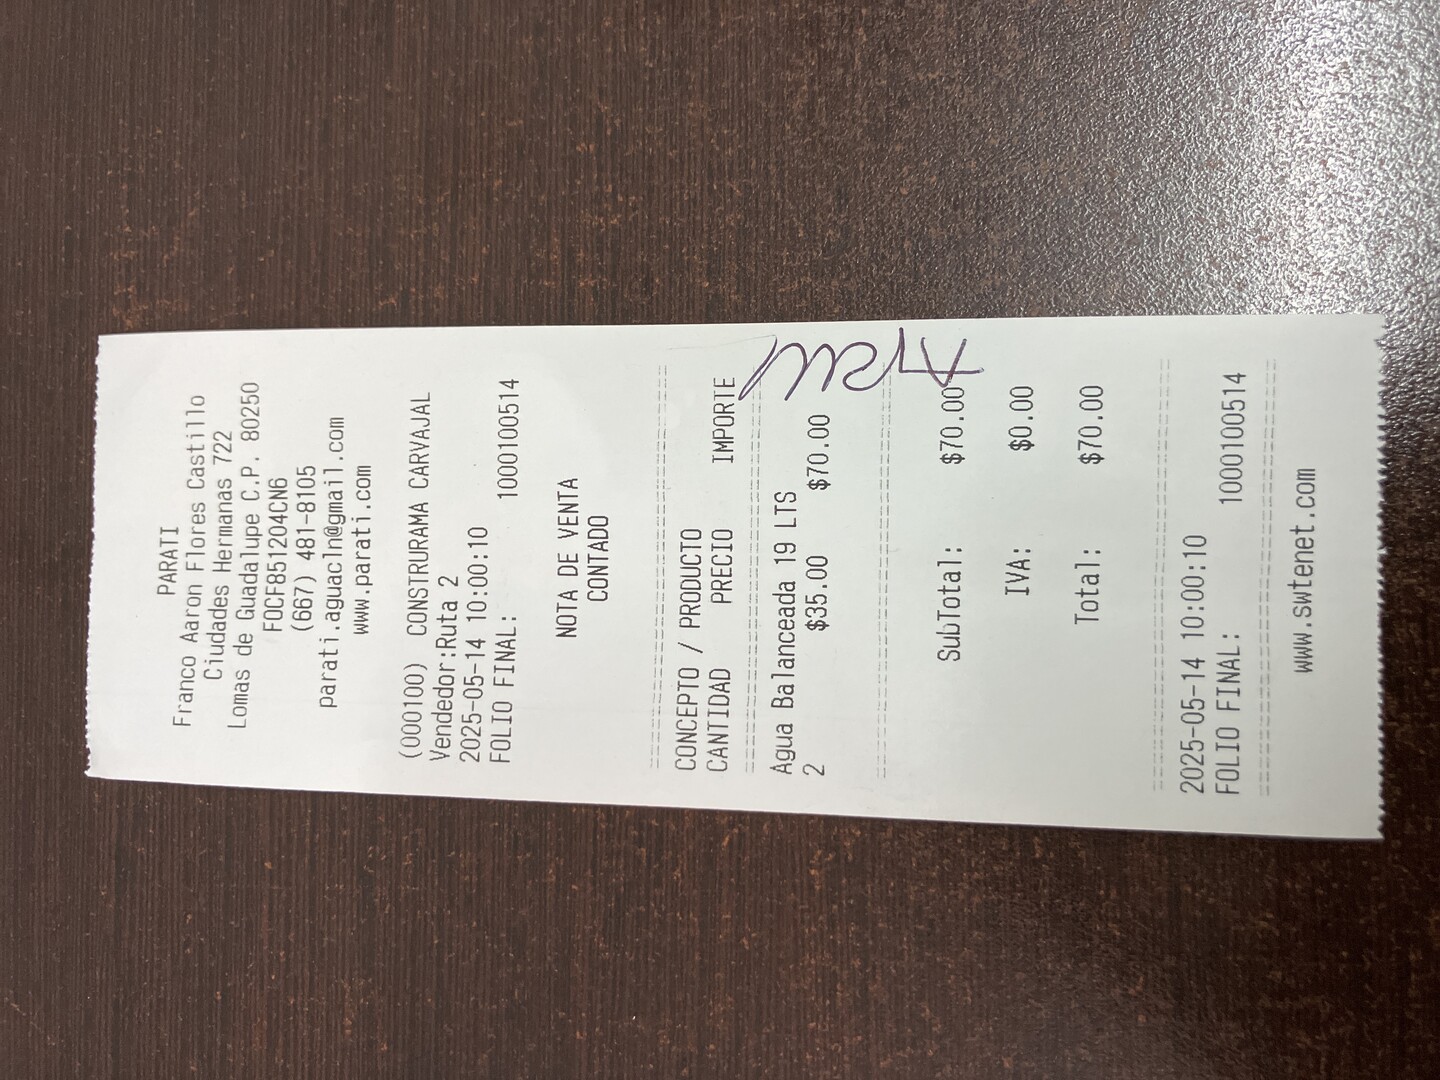 PARATI
Franco Aaron Flores Castillo
Ciudades Hermanas 722
Lomas de Guadalupe C.P. 80250
FOCF851204CN6
(667) 481-8105
parati.aguacln@gmail.com
www.parati.com
(000100) CONSTRURAMA CARVAJAL
Vendedor:Ruta 2
2025-05-14 10:00:10
FOLIO FINAL: 1000100514
NOTA DE VENTA
CONTADO
CONCEPTO / PRODUCTO
CANTIDAD PRECIO IMPORTE
Agua Balanceada 19 LTS
2 $35.00 $70.00
SubTotal: $70.00
IVA: $0.00
Total: $70.00
2025-05-14 10:00:10
FOLIO FINAL: 1000100514
www.swtenet.com